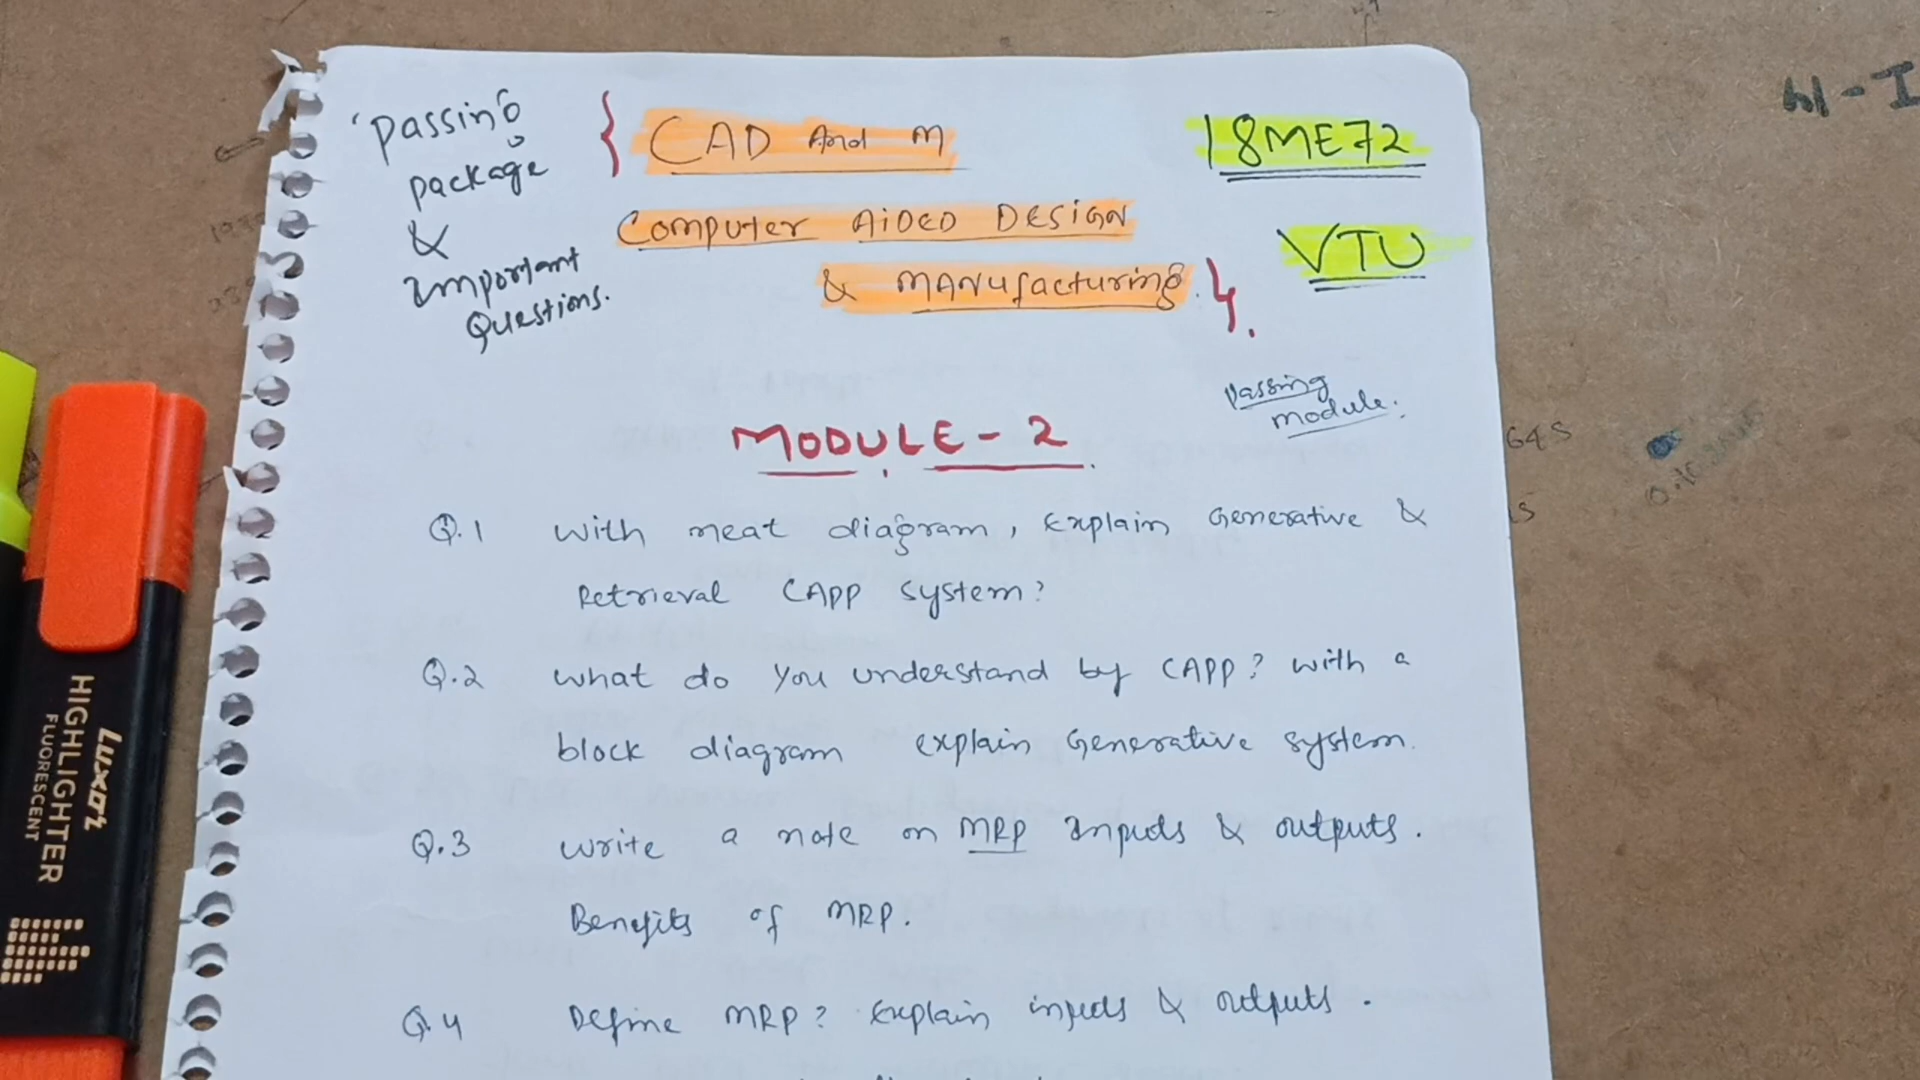 'Passing
package
&
Important
Questions.
{ CAD And M
Computer AiDED DESiGN
& MANufacturing. }.
18ME72
VTU
Passing
module.
MODULE - 2
Q.1 With neat diagram, Explain Generative &
Retrieval CAPP system?
Q.2 What do You understand by CAPP? with a
block diagram explain Generative system.
Q.3 Write a note on MRP Inputs & outputs.
Benefits of MRP.
Q.4 Define MRP? Explain inputs & outputs.
Luxor
HIGHLIGHTER
FLUORESCENT